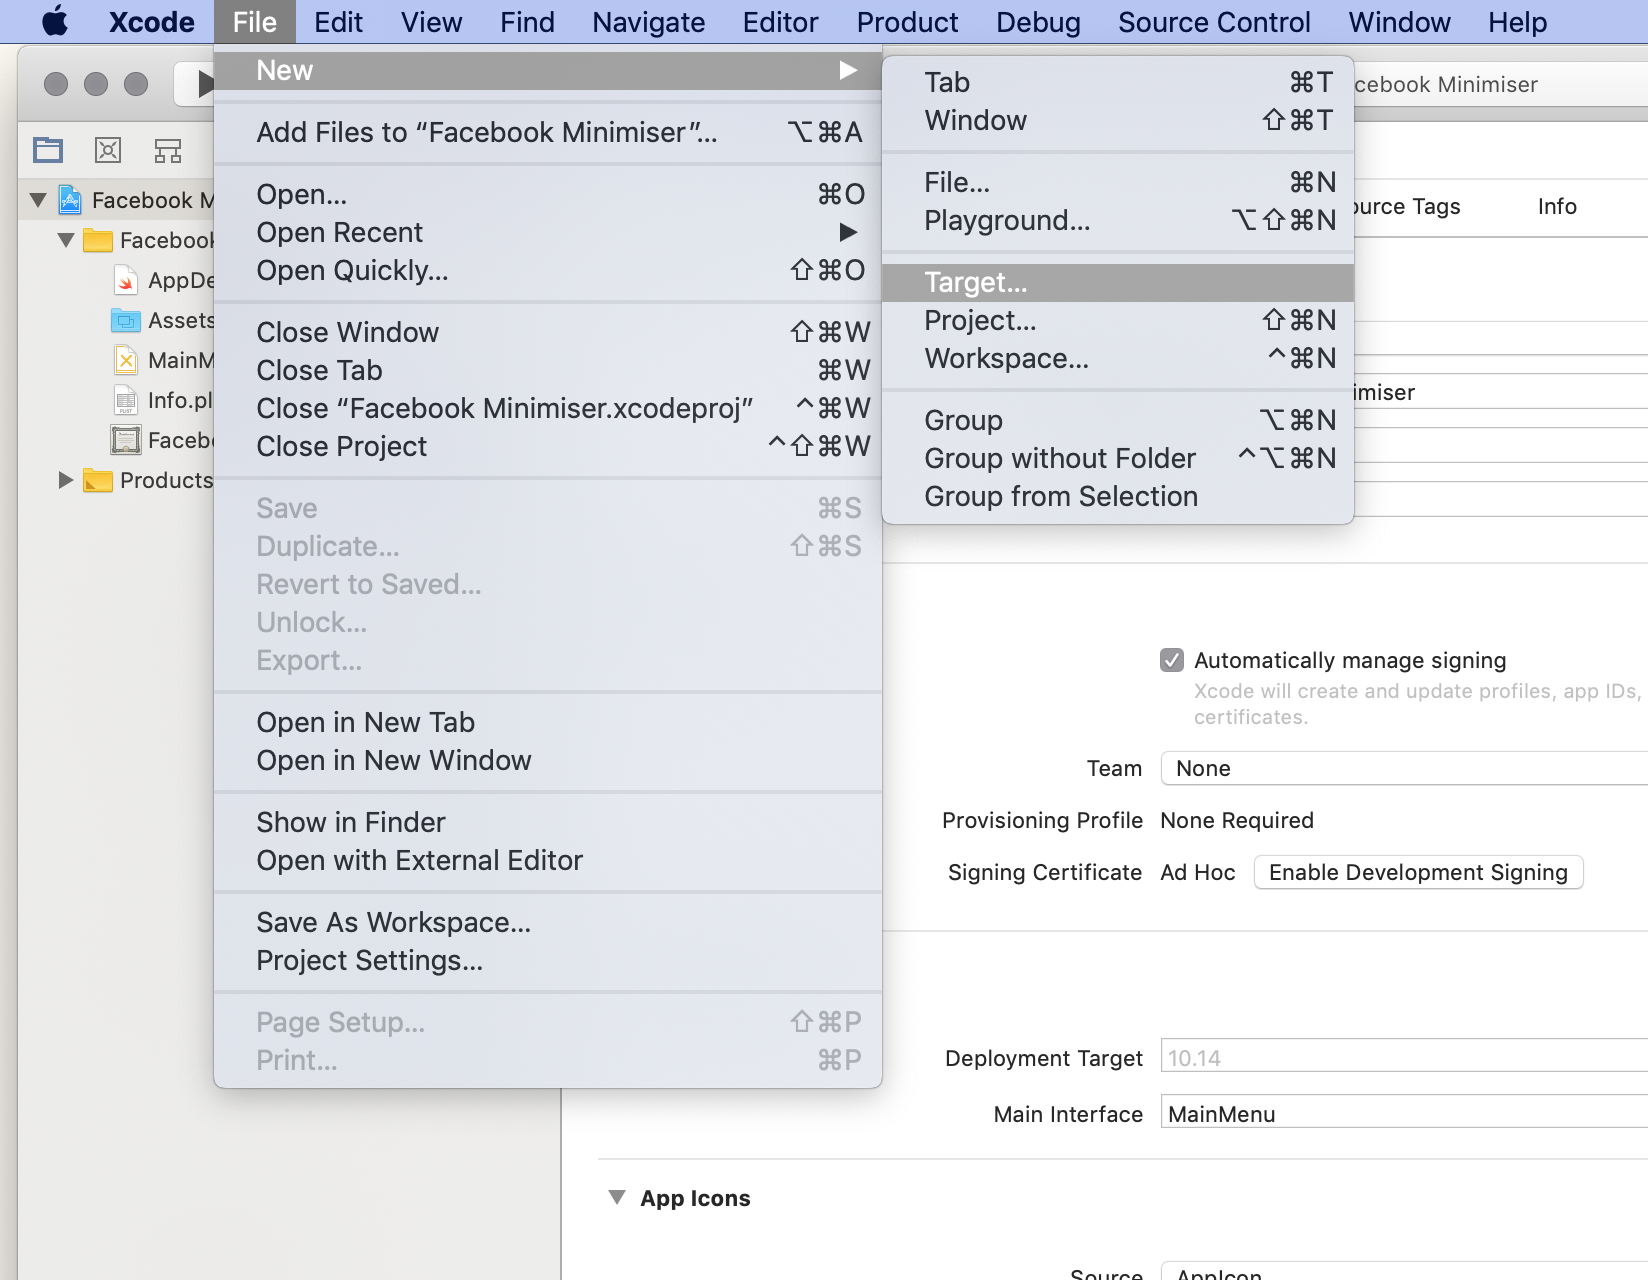 Xcode File Edit View Find Navigate Editor Product Debug Source Control Window Help
New ▶
Add Files to “Facebook Minimiser”... ⌥⌘A
Open... ⌘O
Open Recent ▶
Open Quickly... ⇧⌘O
Close Window ⇧⌘W
Close Tab ⌘W
Close “Facebook Minimiser.xcodeproj” ^⌘W
Close Project ^⇧⌘W
Save ⌘S
Duplicate... ⇧⌘S
Revert to Saved...
Unlock...
Export...
Open in New Tab
Open in New Window
Show in Finder
Open with External Editor
Save As Workspace...
Project Settings...
Page Setup... ⇧⌘P
Print... ⌘P
Tab ⌘T
Window ⇧⌘T
File... ⌘N
Playground... ⌥⇧⌘N
Target...
Project... ⇧⌘N
Workspace... ^⌘N
Group ⌥⌘N
Group without Folder ^⌥⌘N
Group from Selection
Facebook M
Facebook
AppDe
Assets
MainM
Info.pl
Facebo
Products
cebook Minimiser
ource Tags Info
imiser
Automatically manage signing
Xcode will create and update profiles, app IDs,
certificates.
Team None
Provisioning Profile None Required
Signing Certificate Ad Hoc Enable Development Signing
Deployment Target 10.14
Main Interface MainMenu
App Icons
Source AppIcon